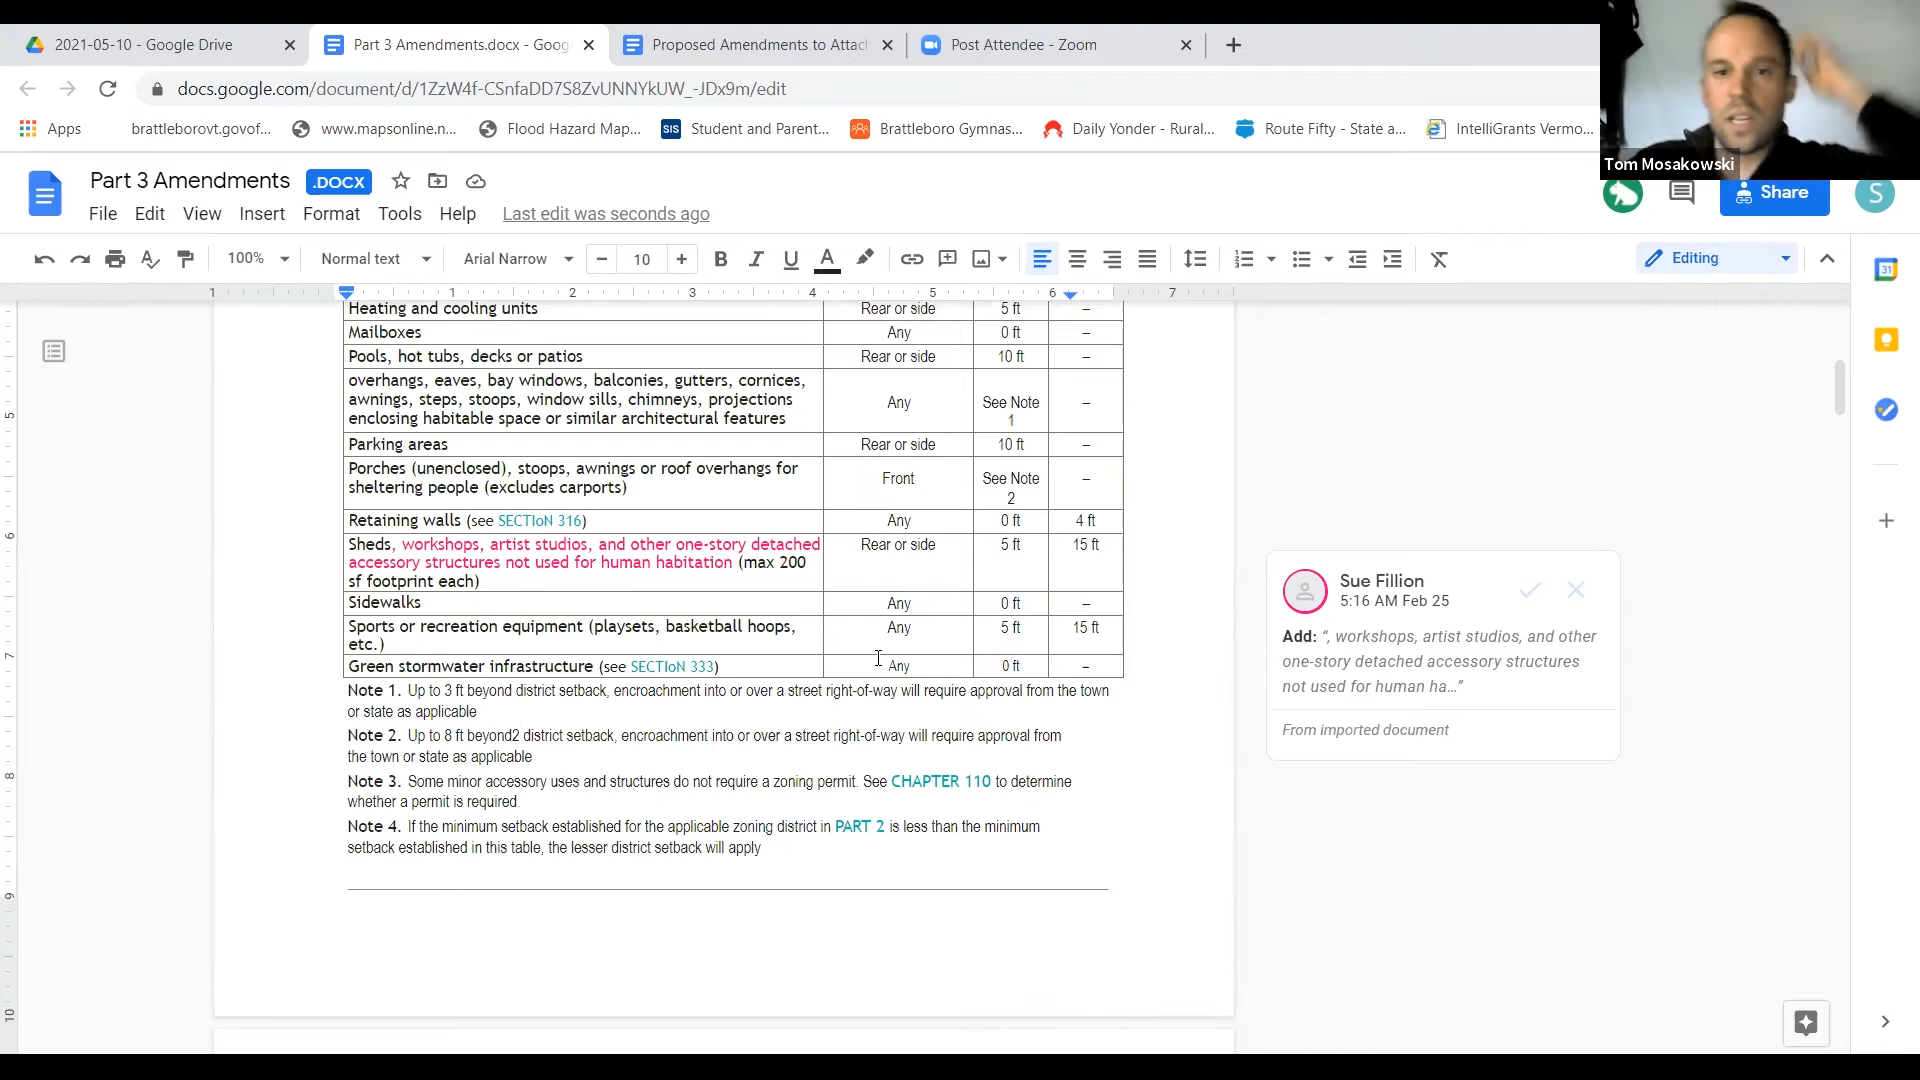 2021-05-10 - Google Drive
Part 3 Amendments.docx - Goog
Proposed Amendments to Attac
Post Attendee - Zoom
docs.google.com/document/d/1ZzW4f-CSnfaDD7S8ZvUNNYkUW_-JDx9m/edit
Apps
brattleborovt.govof...
www.mapsonline.n...
Flood Hazard Map...
SIS
Student and Parent...
Brattleboro Gymnas...
Daily Yonder - Rural...
Route Fifty - State a...
IntelliGrants Vermo...
Tom Mosakowski
Part 3 Amendments
.DOCX
Share
S
File Edit View Insert Format Tools Help
Last edit was seconds ago
100%
Normal text
Arial Narrow
10
B I U A
Editing
31
1 1 2 3 4 5 6 7
Heating and cooling units Rear or side 5 ft –
Mailboxes Any 0 ft –
Pools, hot tubs, decks or patios Rear or side 10 ft –
overhangs, eaves, bay windows, balconies, gutters, cornices,
awnings, steps, stoops, window sills, chimneys, projections
enclosing habitable space or similar architectural features
Any
See Note
1
–
Parking areas Rear or side 10 ft –
Porches (unenclosed), stoops, awnings or roof overhangs for
sheltering people (excludes carports)
Front
See Note
2
–
Retaining walls (see SECTIoN 316) Any 0 ft 4 ft
Sheds, workshops, artist studios, and other one-story detached
accessory structures not used for human habitation (max 200
sf footprint each)
Rear or side 5 ft 15 ft
Sidewalks Any 0 ft –
Sports or recreation equipment (playsets, basketball hoops,
etc.)
Any 5 ft 15 ft
Green stormwater infrastructure (see SECTIoN 333) Any 0 ft –
Note 1. Up to 3 ft beyond district setback, encroachment into or over a street right-of-way will require approval from the town
or state as applicable
Note 2. Up to 8 ft beyond2 district setback, encroachment into or over a street right-of-way will require approval from
the town or state as applicable
Note 3. Some minor accessory uses and structures do not require a zoning permit. See CHAPTER 110 to determine
whether a permit is required.
Note 4. If the minimum setback established for the applicable zoning district in PART 2 is less than the minimum
setback established in this table, the lesser district setback will apply
5
6
7
8
9
10
Sue Fillion
5:16 AM Feb 25
Add: “, workshops, artist studios, and other
one-story detached accessory structures
not used for human ha…”
From imported document